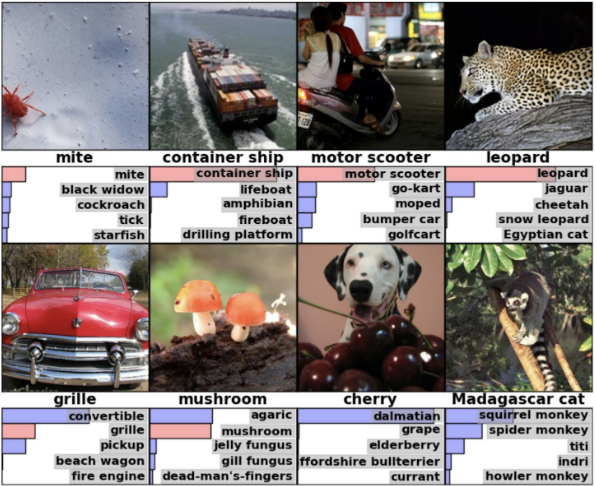 mite
container ship
motor scooter
leopard
mite
black widow
cockroach
tick
starfish
container ship
lifeboat
amphibian
fireboat
drilling platform
motor scooter
go-kart
moped
bumper car
golfcart
leopard
jaguar
cheetah
snow leopard
Egyptian cat
grille
mushroom
cherry
Madagascar cat
convertible
grille
pickup
beach wagon
fire engine
agaric
mushroom
jelly fungus
gill fungus
dead-man's-fingers
dalmatian
grape
elderberry
ffordshire bullterrier
currant
squirrel monkey
spider monkey
titi
indri
howler monkey